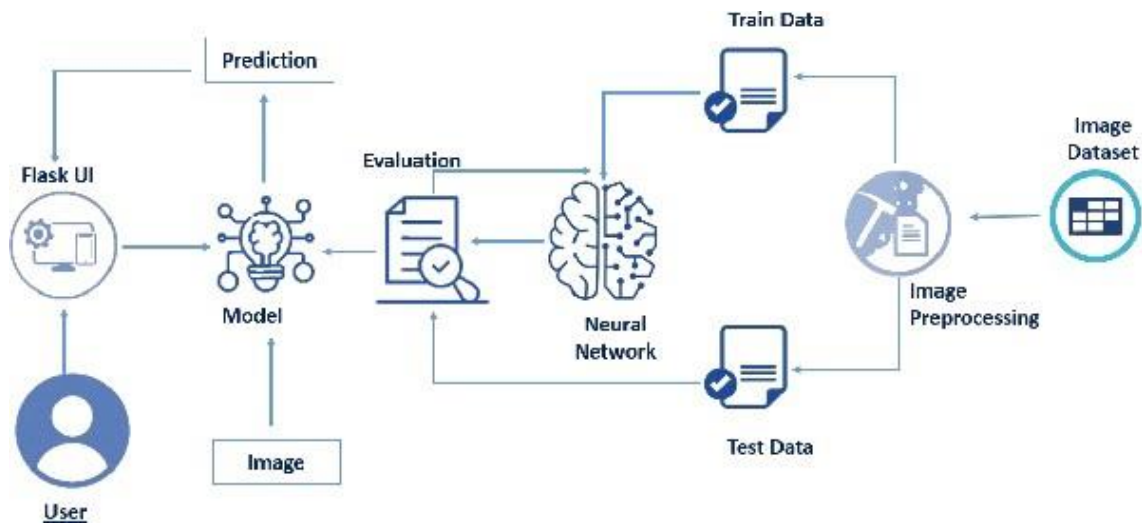 Train Data
Prediction
Image
Dataset
Evaluation
Flask UI
Image
Preprocessing
Model
Neural
Network
Test Data
Image
User